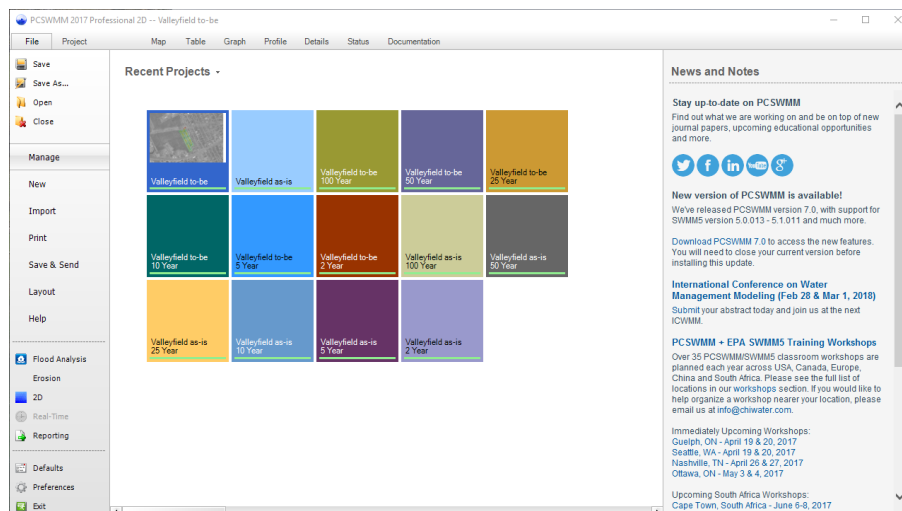 PCSWMM 2017 Professional 2D -- Valleyfield to-be
File Project Map Table Graph Profile Details Status Documentation
Save
Save As...
Open
Close
Manage
New
Import
Print
Save & Send
Layout
Help
Flood Analysis
Erosion
2D
Real-Time
Reporting
Defaults
Preferences
Exit
Recent Projects
Valleyfield to-be
Valleyfield as-is
Valleyfield to-be
100 Year
Valleyfield to-be
50 Year
Valleyfield to-be
25 Year
Valleyfield to-be
10 Year
Valleyfield to-be
5 Year
Valleyfield to-be
2 Year
Valleyfield as-is
100 Year
Valleyfield as-is
50 Year
Valleyfield as-is
25 Year
Valleyfield as-is
10 Year
Valleyfield as-is
5 Year
Valleyfield as-is
2 Year
News and Notes
Stay up-to-date on PCSWMM
Find out what we are working on and be on top of new
journal papers, upcoming educational opportunities
and more.
f in YouTube g+
New version of PCSWMM is available!
We've released PCSWMM version 7.0, with support for
SWMM5 version 5.0.013 - 5.1.011 and much more.
Download PCSWMM 7.0 to access the new features.
You will need to close your current version before
installing this update.
International Conference on Water
Management Modeling (Feb 28 & Mar 1, 2018)
Submit your abstract today and join us at the next
ICWMM.
PCSWMM + EPA SWMM5 Training Workshops
Over 35 PCSWMM/SWMM5 classroom workshops are
planned each year across USA, Canada, Europe,
China and South Africa. Please see the full list of
locations in our workshops section. If you would like to
help organize a workshop nearer your location, please
email us at info@chiwater.com.
Immediately Upcoming Workshops:
Guelph, ON - April 19 & 20, 2017
Seattle, WA - April 19 & 20, 2017
Nashville, TN - April 26 & 27, 2017
Ottawa, ON - May 3 & 4, 2017
Upcoming South Africa Workshops:
Cape Town, South Africa - June 6-8, 2017